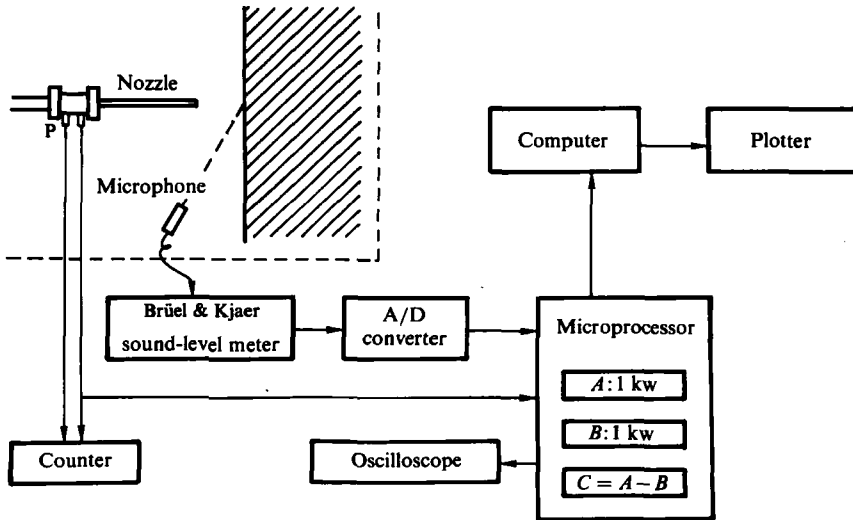 Nozzle
P
Microphone
Computer
Plotter
Brüel & Kjaer
sound-level meter
A/D
converter
Microprocessor
A: 1 kw
B: 1 kw
C = A − B
Counter
Oscilloscope